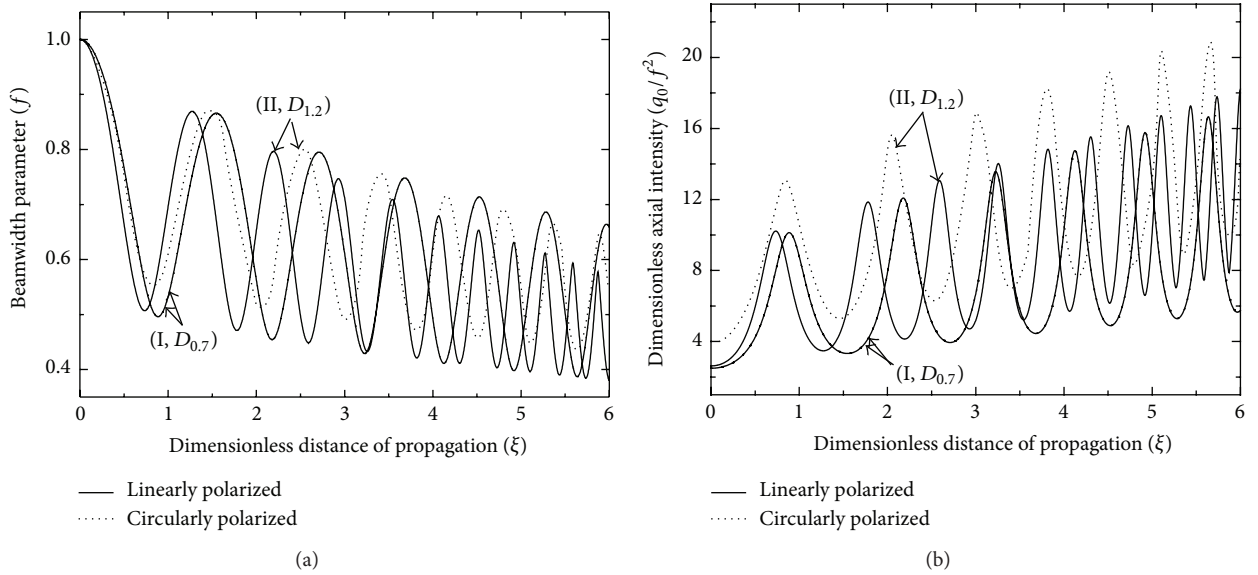 1.0
0.8
0.6
0.4
Beamwidth parameter (f)
(II, D1.2)
(I, D0.7)
0 1 2 3 4 5 6
Dimensionless distance of propagation (ξ)
Linearly polarized
Circularly polarized
(a)
20
16
12
8
4
0
Dimensionless axial intensity (q0/f²)
(II, D1.2)
(I, D0.7)
0 1 2 3 4 5 6
Dimensionless distance of propagation (ξ)
Linearly polarized
Circularly polarized
(b)